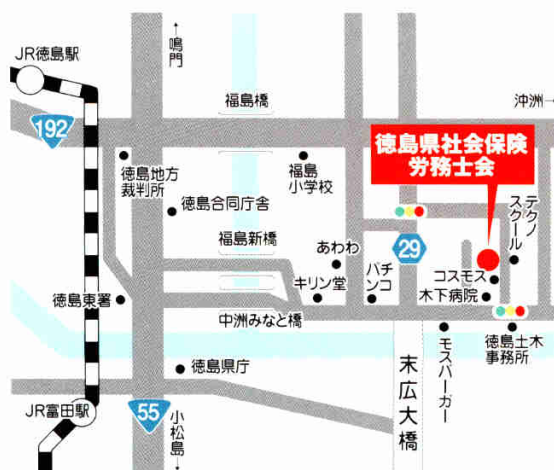 JR徳島駅
←鳴門
沖洲→
福島橋
192
徳島県社会保険
労務士会
徳島地方
裁判所
福島
小学校
テクノ
スクール
徳島合同庁舎
福島新橋
29
あわわ
パチ
ンコ
キリン堂
コスモス
木下病院
徳島東署
中洲みなと橋
徳島土木
事務所
モスバーガー
末広大橋
徳島県庁
JR富田駅
55
小松島→